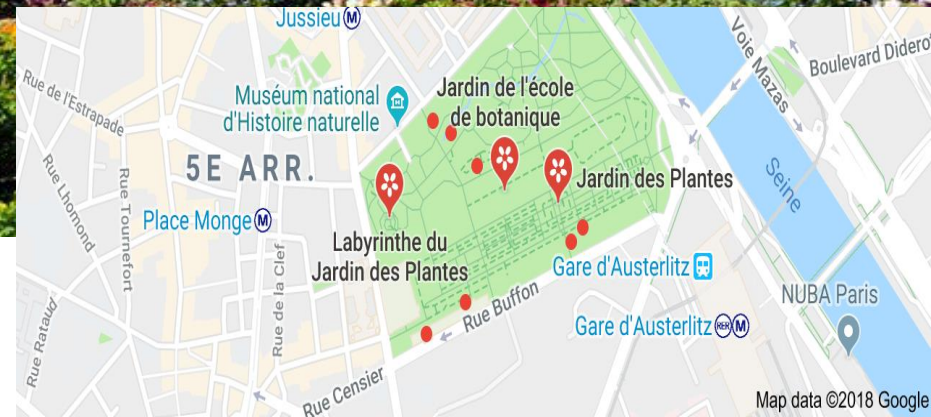 Jussieu M
Voie Mazas
Boulevard Diderot
Rue de l'Estrapade
Muséum national
d'Histoire naturelle
Jardin de l'école
de botanique
5E ARR.
Jardin des Plantes
Seine
Rue Lhomond
Rue Tournefort
Place Monge M
Rue de la Clef
Labyrinthe du
Jardin des Plantes
Gare d'Austerlitz
NUBA Paris
Rue Buffon
Gare d'Austerlitz RER M
Rue Rataud
Rue Censier
Map data ©2018 Google